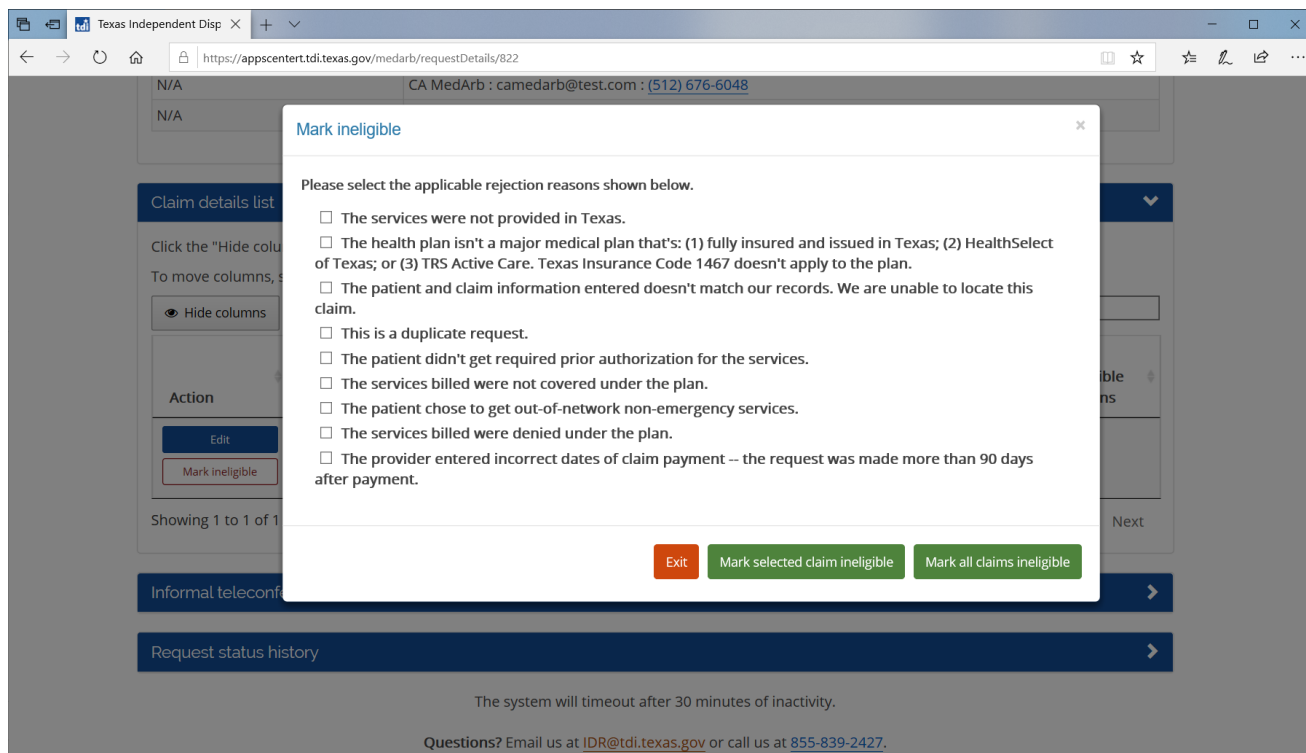 Texas Independent Disp
https://appscentert.tdi.texas.gov/medarb/requestDetails/822
N/A CA MedArb : camedarb@test.com : (512) 676-6048
N/A
Mark ineligible
×
Please select the applicable rejection reasons shown below.
The services were not provided in Texas.
The health plan isn't a major medical plan that's: (1) fully insured and issued in Texas; (2) HealthSelect
of Texas; or (3) TRS Active Care. Texas Insurance Code 1467 doesn't apply to the plan.
The patient and claim information entered doesn't match our records. We are unable to locate this
claim.
This is a duplicate request.
The patient didn't get required prior authorization for the services.
The services billed were not covered under the plan.
The patient chose to get out-of-network non-emergency services.
The services billed were denied under the plan.
The provider entered incorrect dates of claim payment -- the request was made more than 90 days
after payment.
Exit Mark selected claim ineligible Mark all claims ineligible
Claim details list
Click the "Hide colu
To move columns, s
Hide columns
Action
ible
ns
Edit
Mark ineligible
Showing 1 to 1 of 1
Next
Informal teleconfe
Request status history
The system will timeout after 30 minutes of inactivity.
Questions? Email us at IDR@tdi.texas.gov or call us at 855-839-2427.